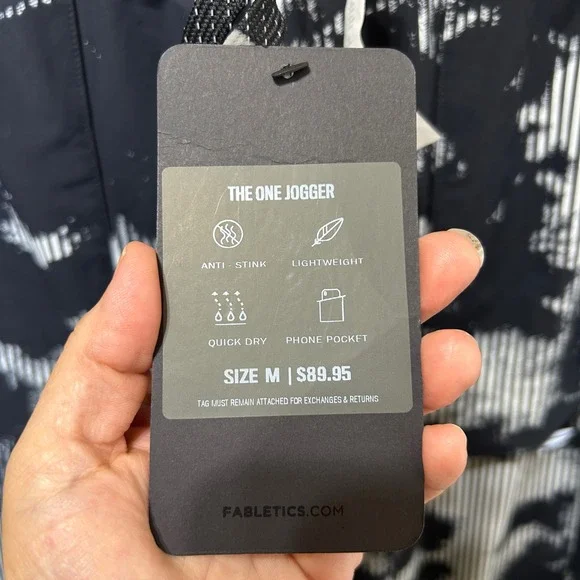 THE ONE JOGGER
ANTI - STINK LIGHTWEIGHT
QUICK DRY PHONE POCKET
SIZE M | $89.95
TAG MUST REMAIN ATTACHED FOR EXCHANGES & RETURNS
FABLETICS.COM